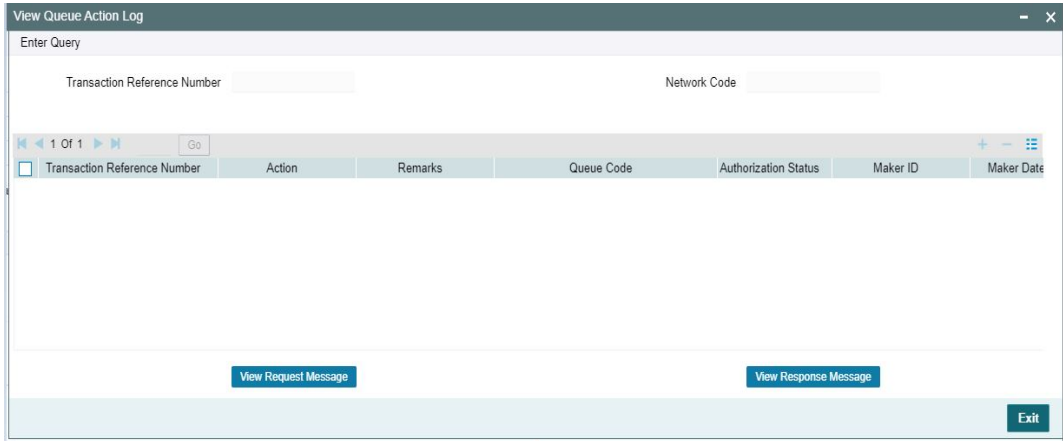 View Queue Action Log
Enter Query
Transaction Reference Number Network Code
1 Of 1 Go
Transaction Reference Number Action Remarks Queue Code Authorization Status Maker ID Maker Date
View Request Message View Response Message
Exit